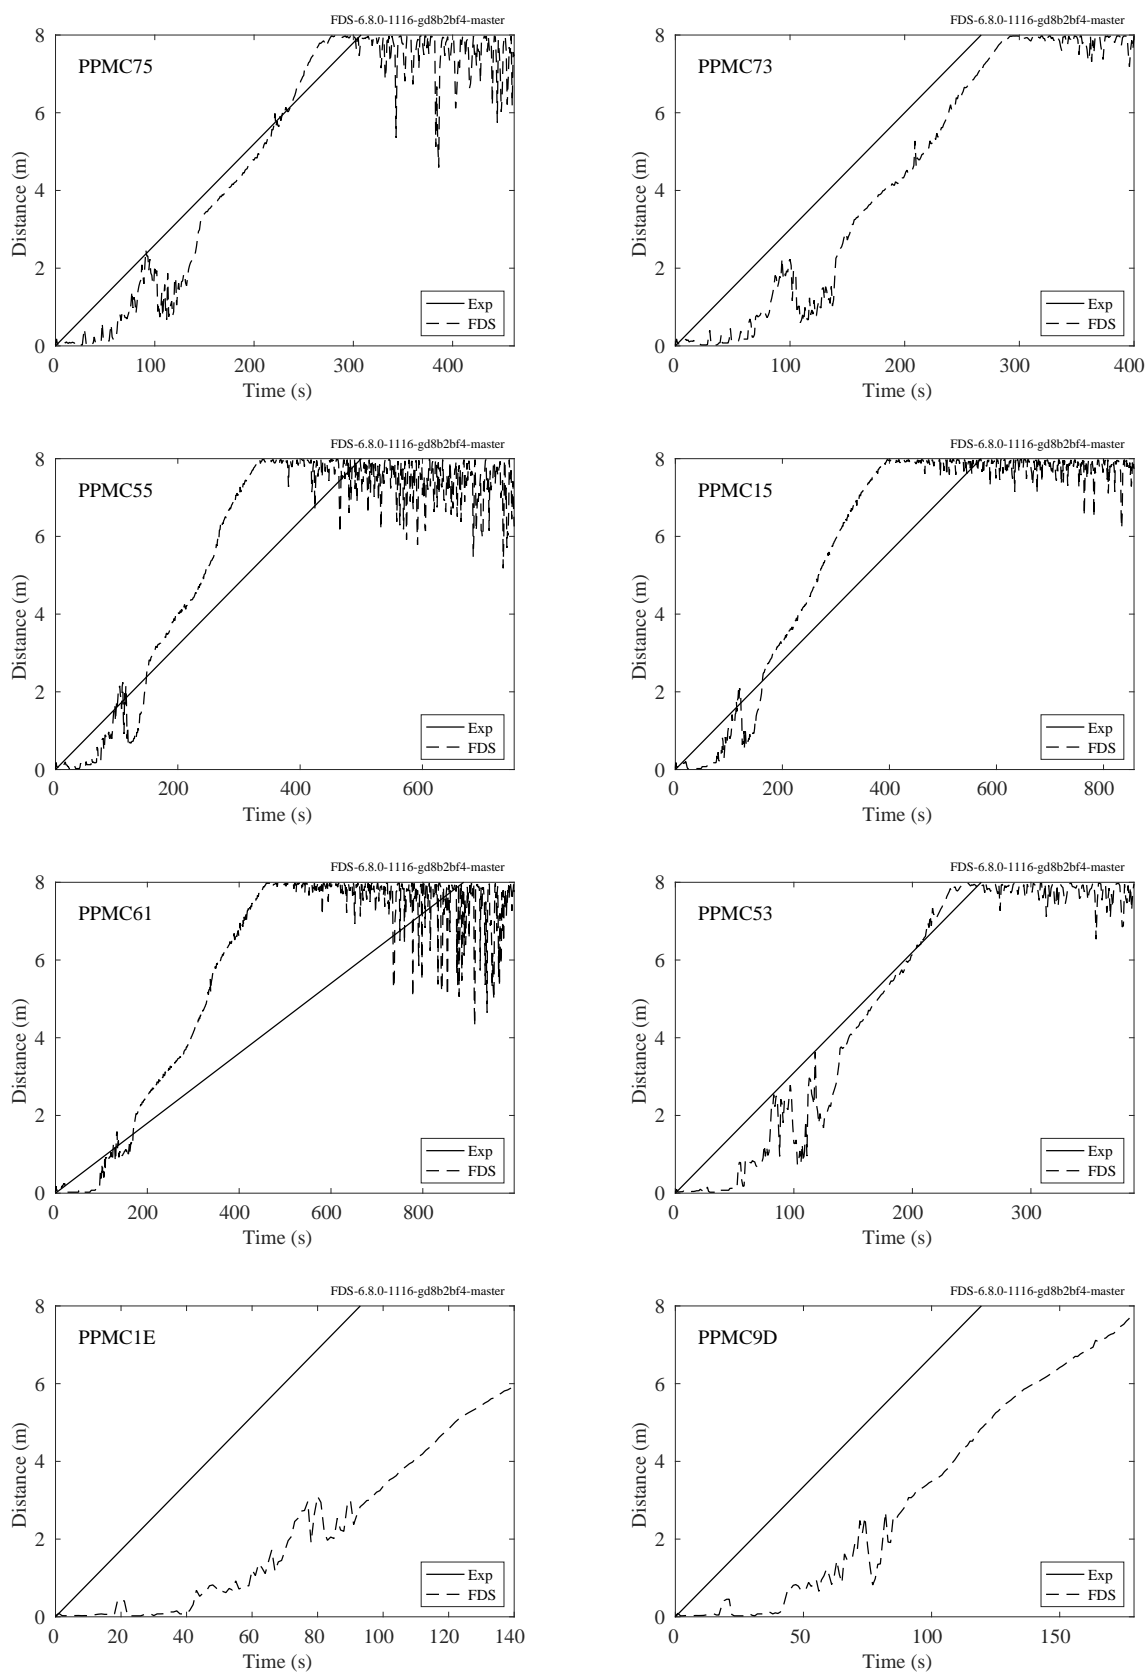 FDS-6.8.0-1116-gd8b2bf4-master
PPMC75
Distance (m)
8
6
4
2
0
0 100 200 300 400
Time (s)
Exp
FDS
FDS-6.8.0-1116-gd8b2bf4-master
PPMC73
Distance (m)
8
6
4
2
0
0 100 200 300 400
Time (s)
Exp
FDS
FDS-6.8.0-1116-gd8b2bf4-master
PPMC55
Distance (m)
8
6
4
2
0
0 200 400 600
Time (s)
Exp
FDS
FDS-6.8.0-1116-gd8b2bf4-master
PPMC15
Distance (m)
8
6
4
2
0
0 200 400 600 800
Time (s)
Exp
FDS
FDS-6.8.0-1116-gd8b2bf4-master
PPMC61
Distance (m)
8
6
4
2
0
0 200 400 600 800
Time (s)
Exp
FDS
FDS-6.8.0-1116-gd8b2bf4-master
PPMC53
Distance (m)
8
6
4
2
0
0 100 200 300
Time (s)
Exp
FDS
FDS-6.8.0-1116-gd8b2bf4-master
PPMC1E
Distance (m)
8
6
4
2
0
0 20 40 60 80 100 120 140
Time (s)
Exp
FDS
FDS-6.8.0-1116-gd8b2bf4-master
PPMC9D
Distance (m)
8
6
4
2
0
0 50 100 150
Time (s)
Exp
FDS